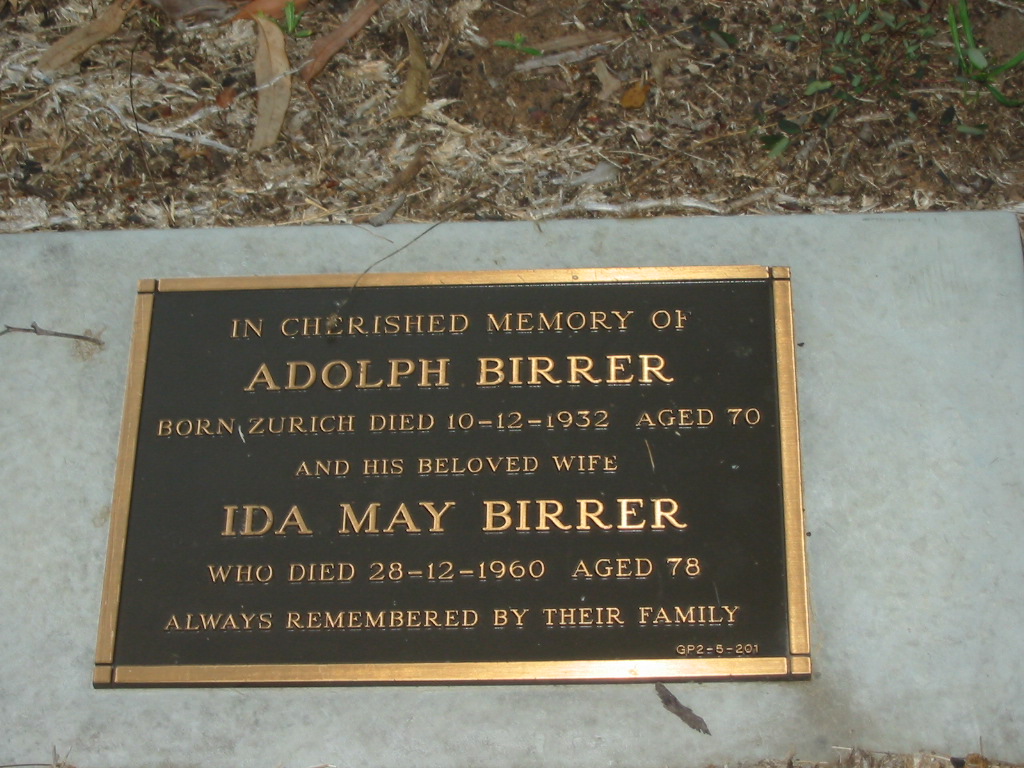 IN CHERISHED MEMORY OF
ADOLPH BIRRER
BORN ZURICH DIED 10-12-1932 AGED 70
AND HIS BELOVED WIFE
IDA MAY BIRRER
WHO DIED 28-12-1960 AGED 78
ALWAYS REMEMBERED BY THEIR FAMILY
GP2-5-201